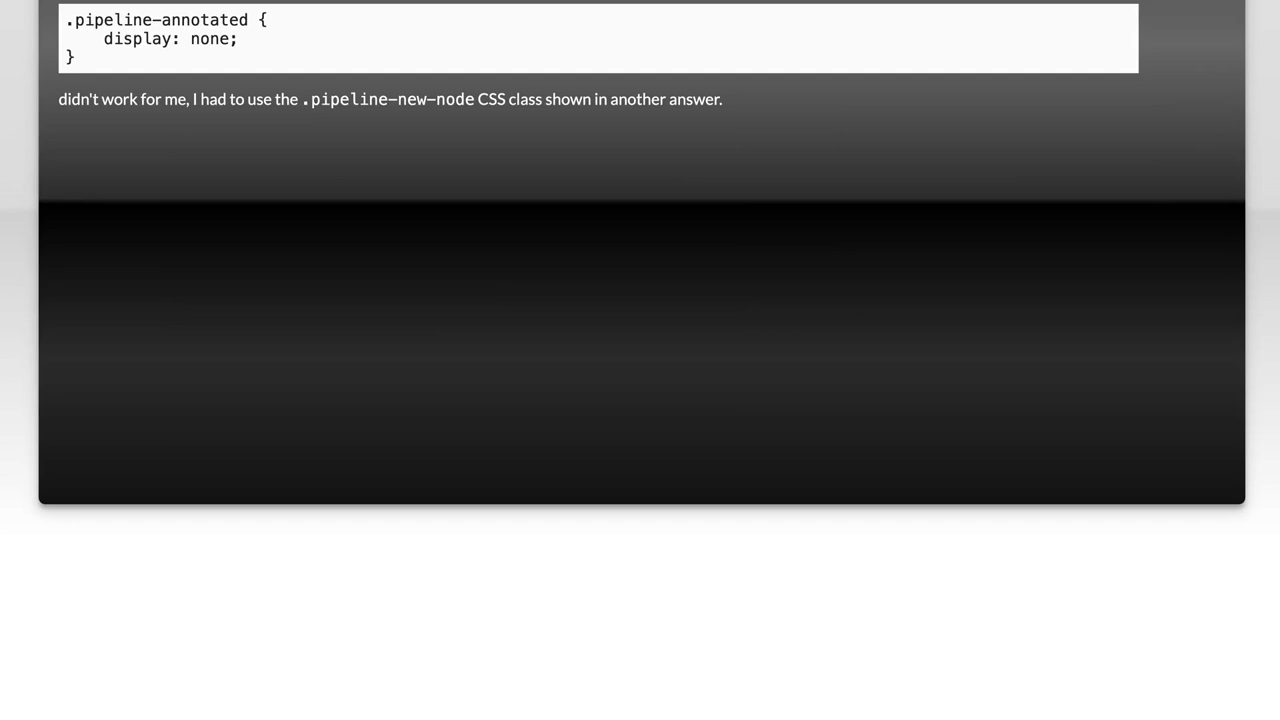 .pipeline-annotated {
    display: none;
}
didn't work for me, I had to use the .pipeline-new-node CSS class shown in another answer.